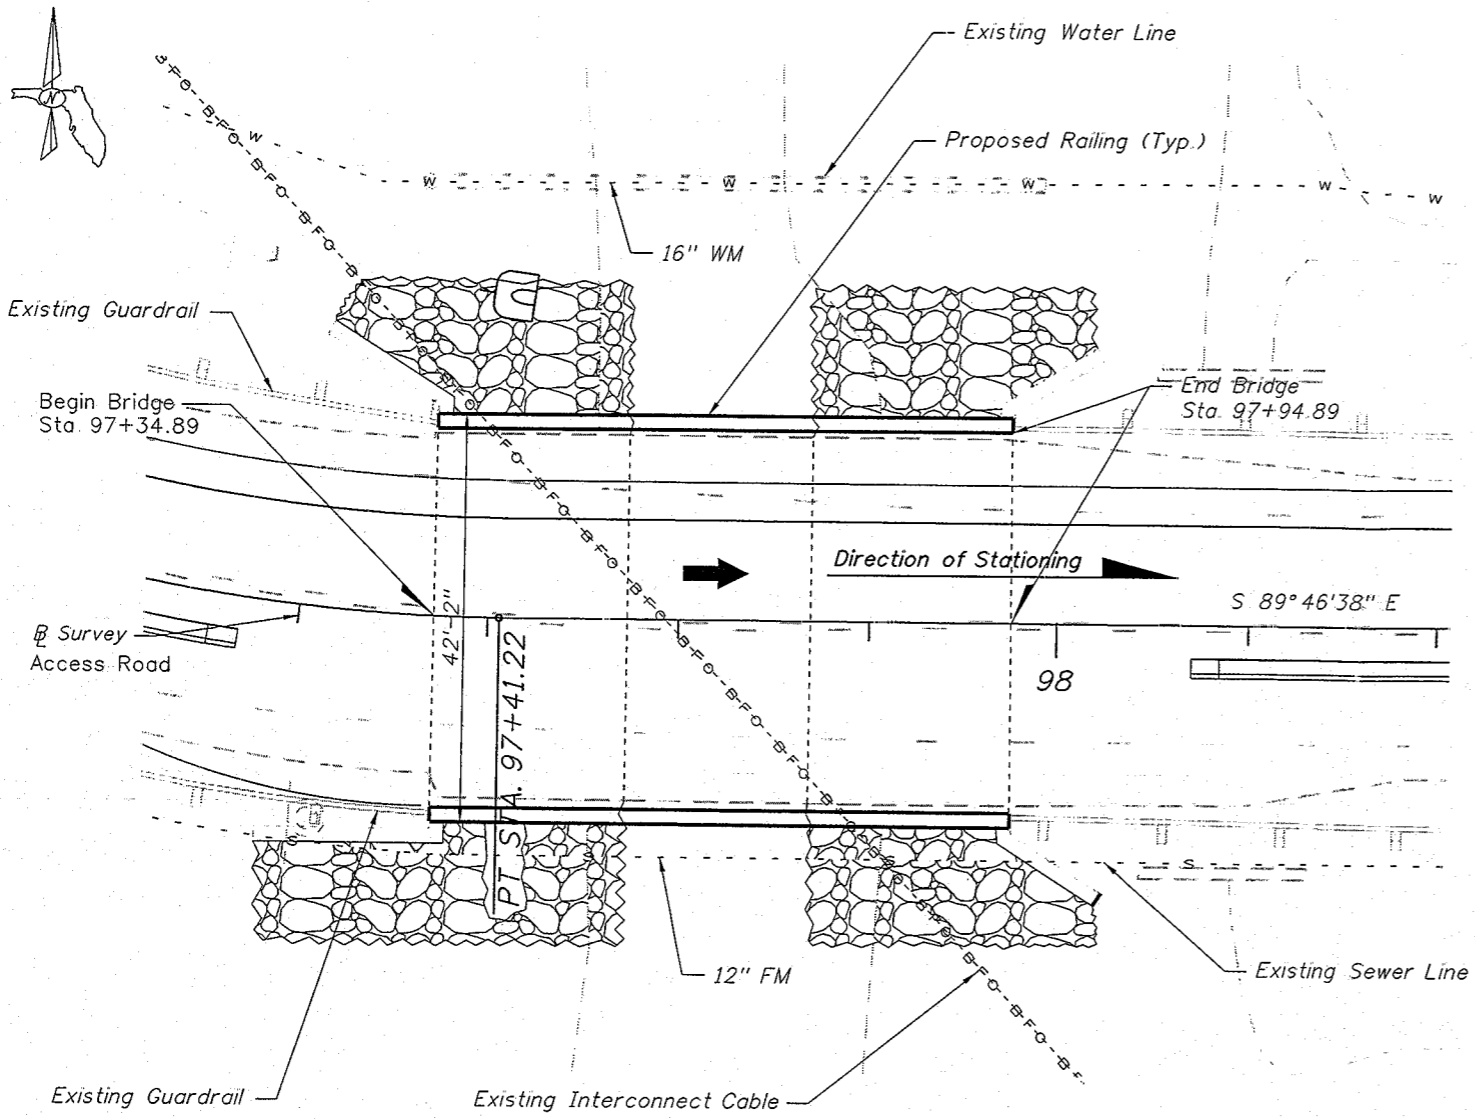 Existing Water Line
N
Proposed Railing (Typ.)
W
W
W
W
W
W
16" WM
Existing Guardrail
Begin Bridge
Sta. 97+34.89
End Bridge
Sta. 97+94.89
Direction of Stationing
S 89°46'38" E
℄ Survey
Access Road
42'-2"
PT STA. 97+41.22
98
S
S
12" FM
Existing Sewer Line
Existing Guardrail
Existing Interconnect Cable